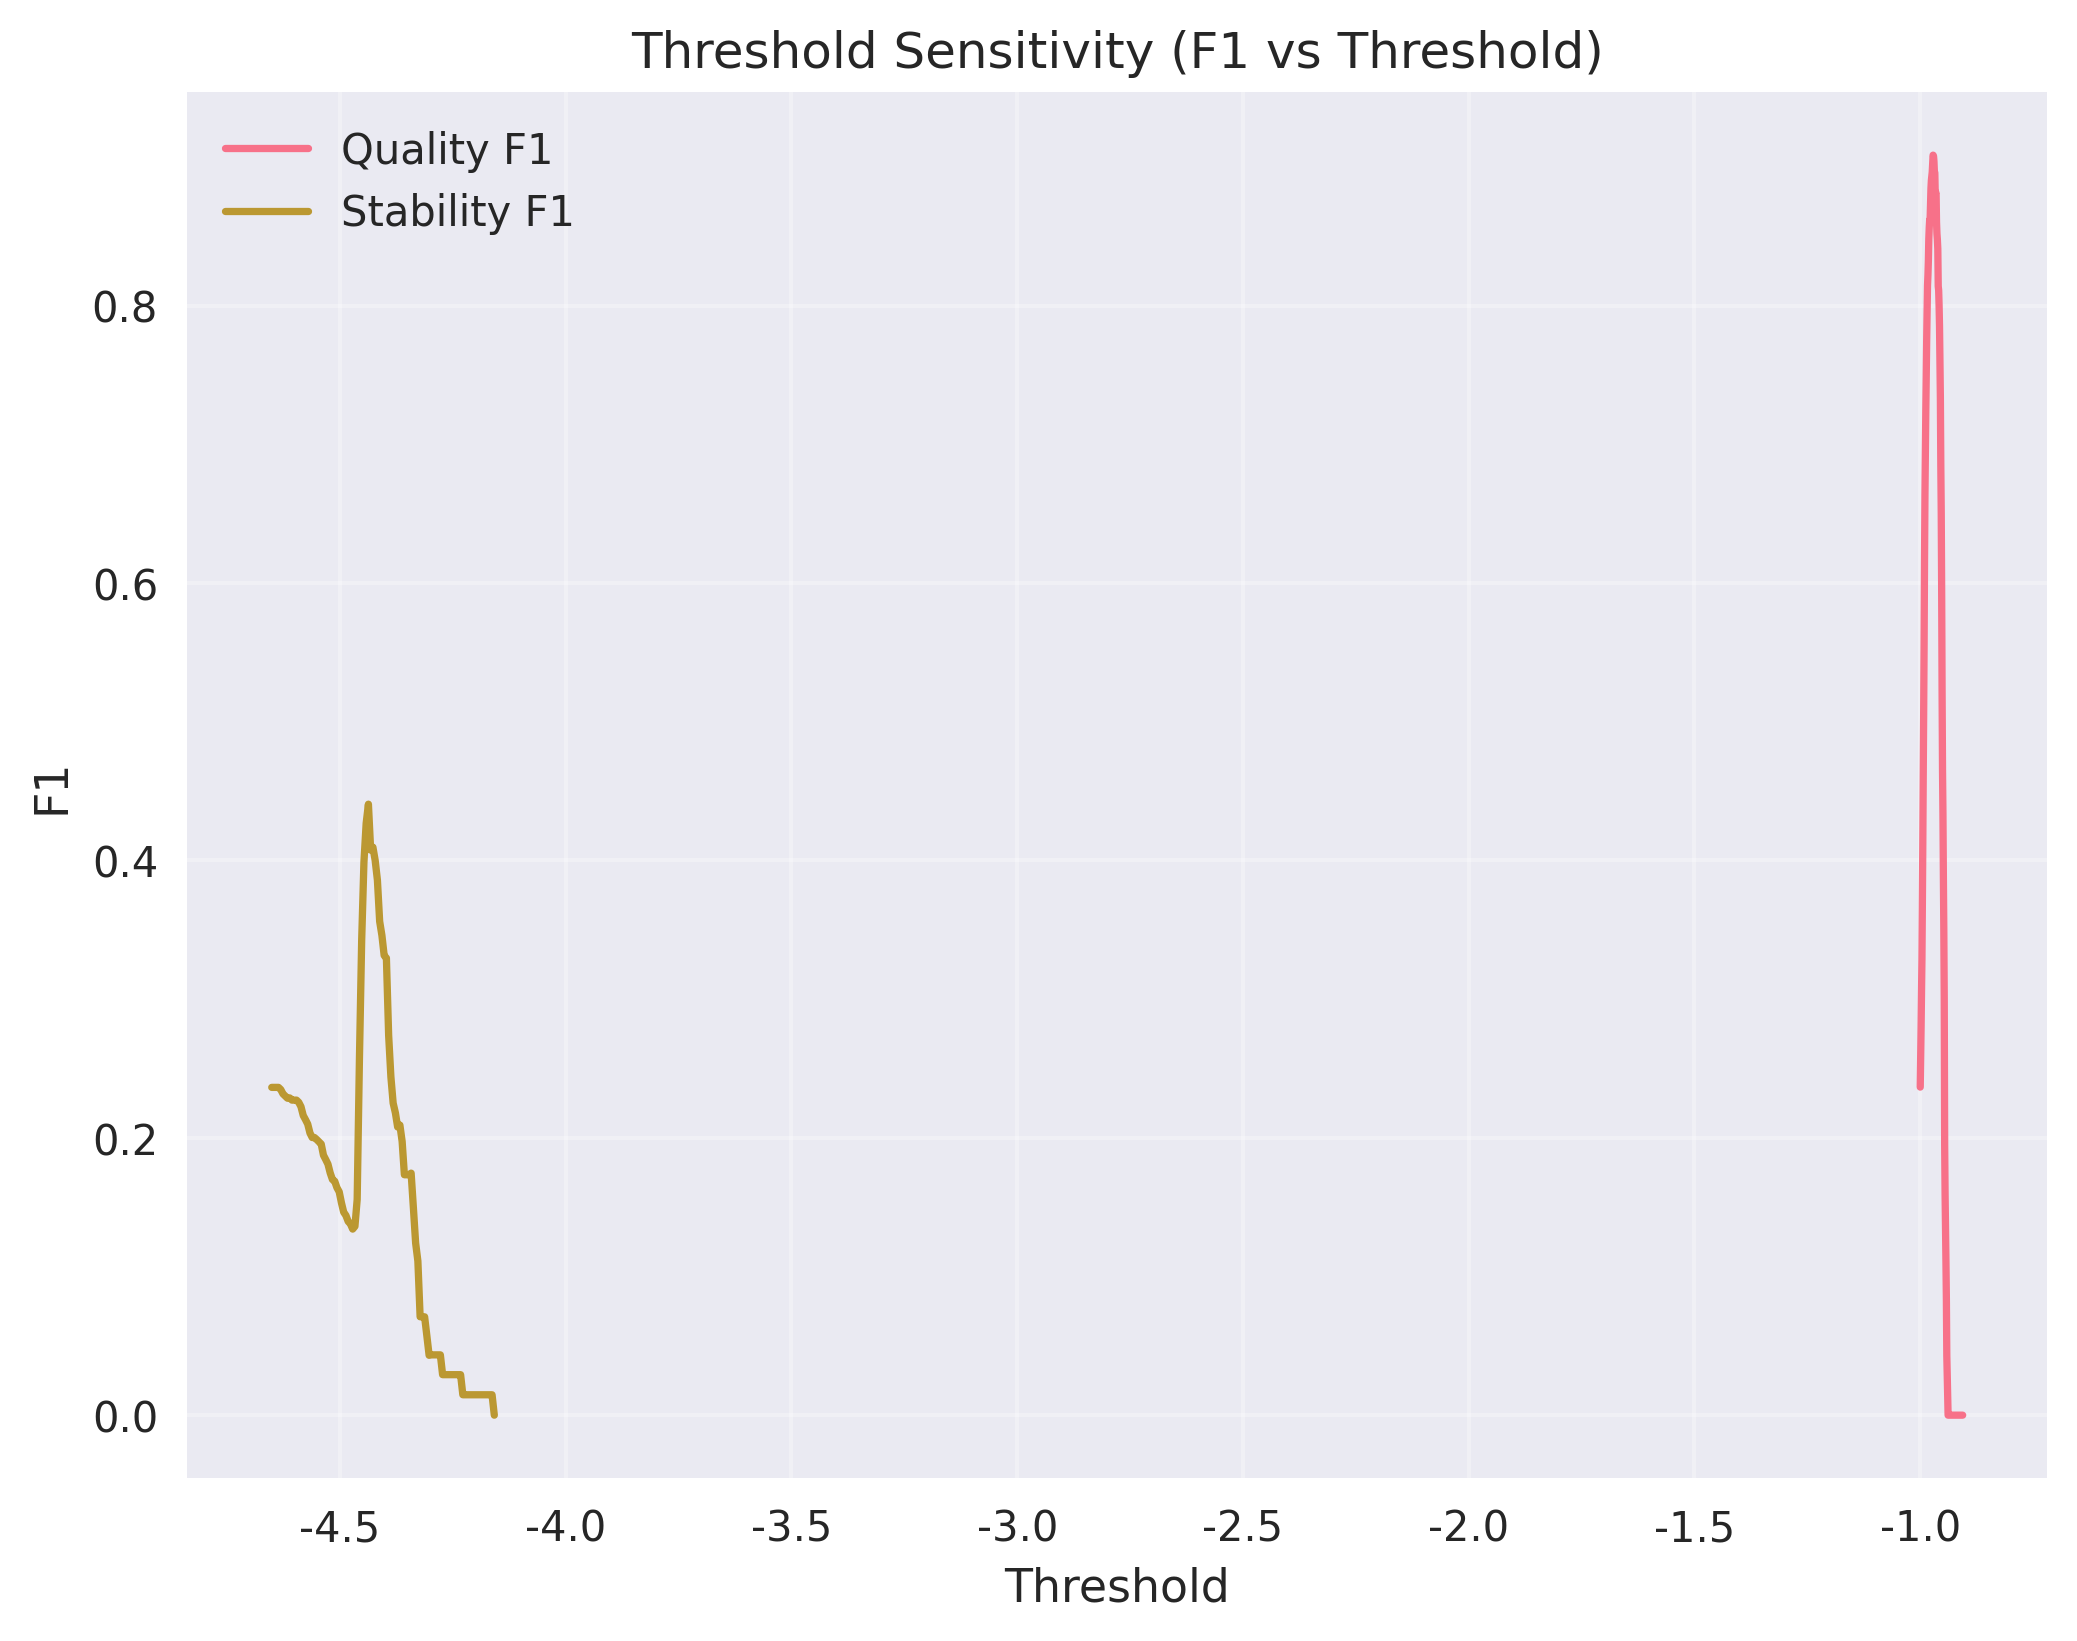 Threshold Sensitivity (F1 vs Threshold)
Quality F1
Stability F1
F1
0.8
0.6
0.4
0.2
0.0
-4.5 -4.0 -3.5 -3.0 -2.5 -2.0 -1.5 -1.0
Threshold